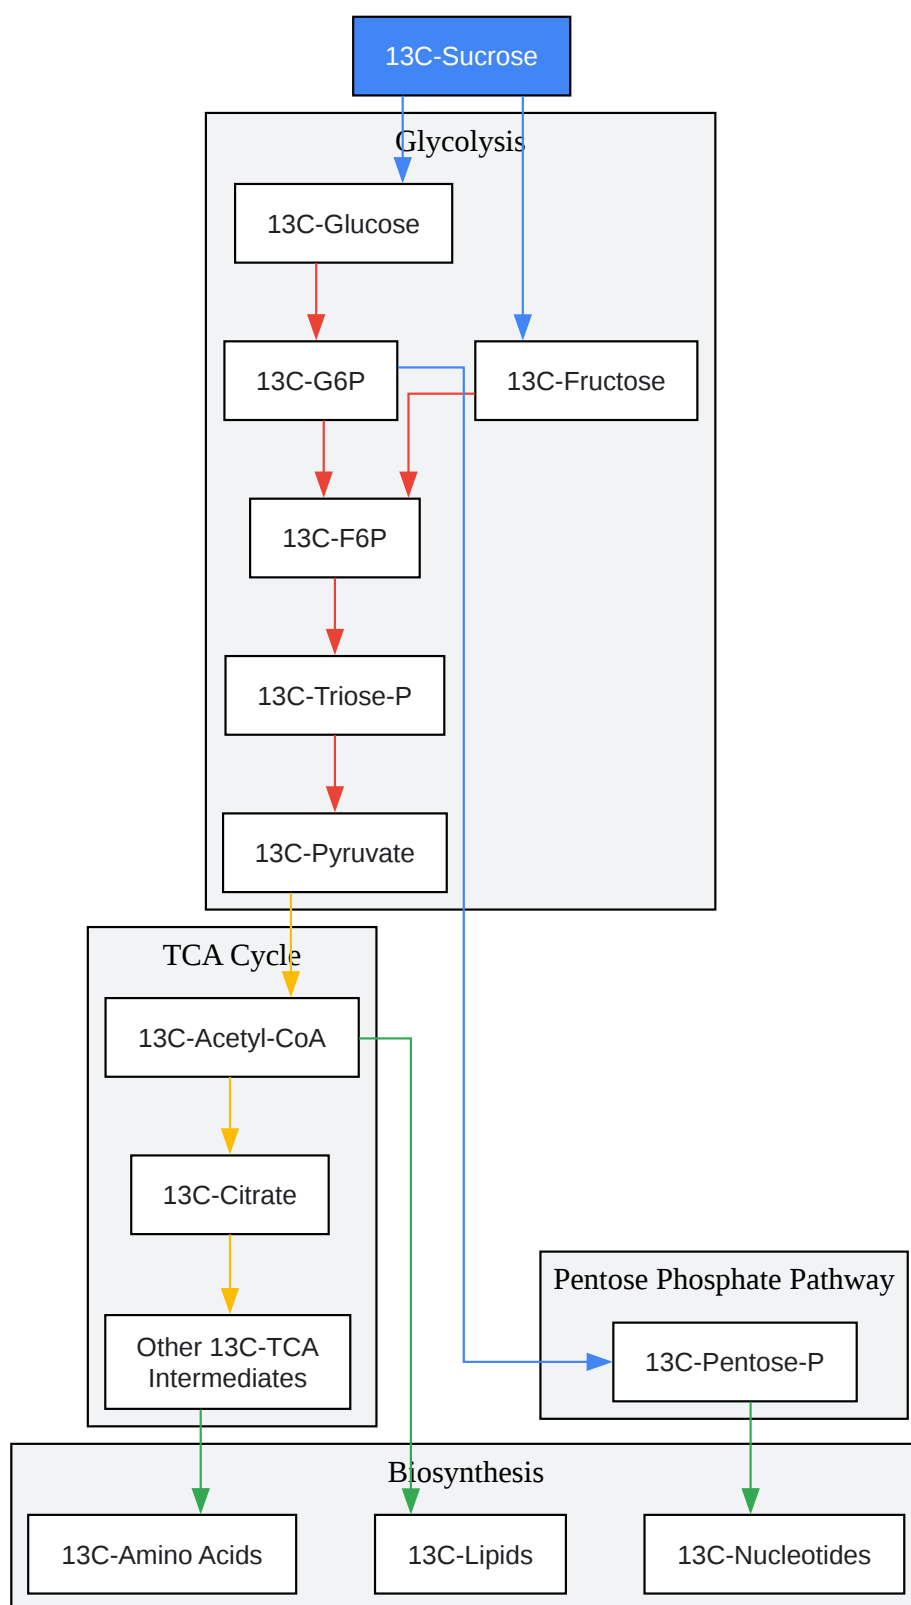 13C-Sucrose
Glycolysis
13C-Glucose
13C-G6P
13C-Fructose
13C-F6P
13C-Triose-P
13C-Pyruvate
TCA Cycle
13C-Acetyl-CoA
13C-Citrate
Pentose Phosphate Pathway
Other 13C-TCA
Intermediates
13C-Pentose-P
Biosynthesis
13C-Amino Acids
13C-Lipids
13C-Nucleotides